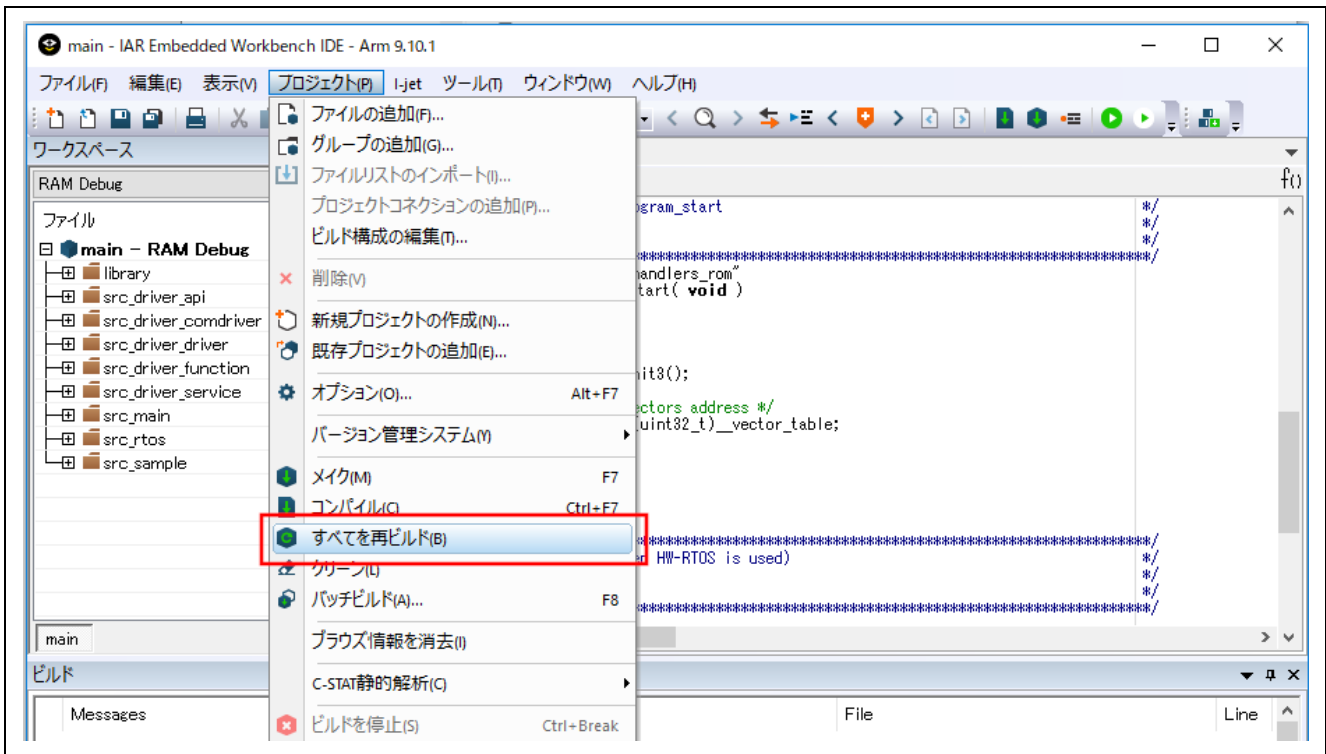 main - IAR Embedded Workbench IDE - Arm 9.10.1
ファイル(F) 編集(E) 表示(V) プロジェクト(P) I-jet ツール(T) ウィンドウ(W) ヘルプ(H)
ワークスペース
RAM Debug
ファイル
main - RAM Debug
library
src_driver_api
src_driver_comdriver
src_driver_driver
src_driver_function
src_driver_service
src_main
src_rtos
src_sample
main
ファイルの追加(F)...
グループの追加(G)...
ファイルリストのインポート(I)...
プロジェクトコネクションの追加(P)...
ビルド構成の編集(T)...
削除(V)
新規プロジェクトの作成(N)...
既存プロジェクトの追加(E)...
オプション(O)... Alt+F7
バージョン管理システム(Y)
メイク(M) F7
コンパイル(C) Ctrl+F7
すべてを再ビルド(B)
クリーン(L)
バッチビルド(A)... F8
ブラウズ情報を消去(I)
C-STAT静的解析(C)
ビルドを停止(S) Ctrl+Break
f()
ogram_start */
*/
*/
************************************************************/
handlers_rom"
tart( void )
it3();
ectors address */
(uint32_t)__vector_table;
************************************************************/
HW-RTOS is used) */
*/
*/
************************************************************/
ビルド
Messages File Line